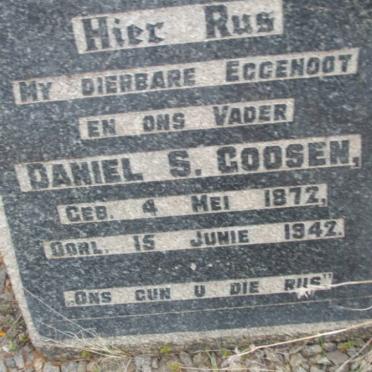 Hier Rus
MY DIERBARE EGGENOOT
EN ONS VADER
DANIEL S. GOOSEN,
GEB. 4 MEI 1872,
OORL. 15 JUNIE 1942.
„ONS GUN U DIE RUS"